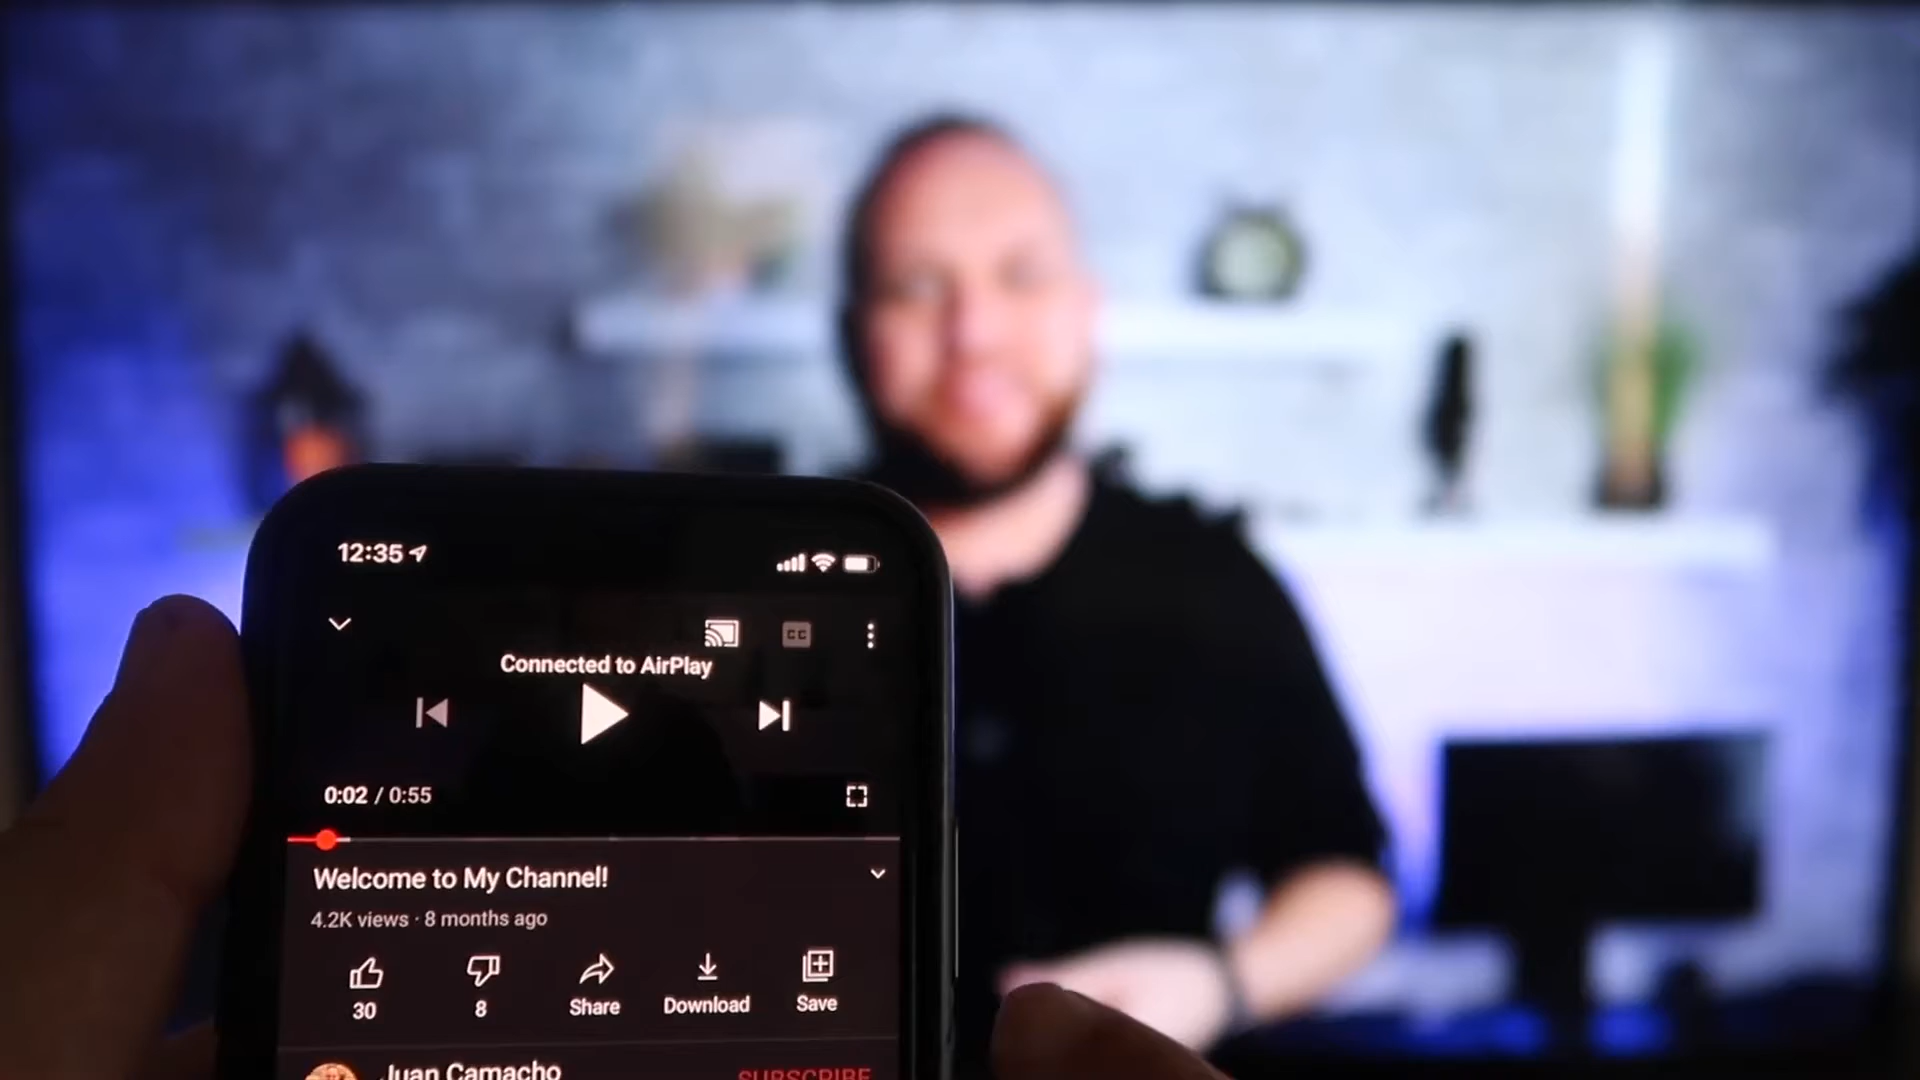 12:35
CC
Connected to AirPlay
0:02 / 0:55
Welcome to My Channel!
4.2K views · 8 months ago
30
8
Share
Download
Save
Juan Camacho
SUBSCRIBE